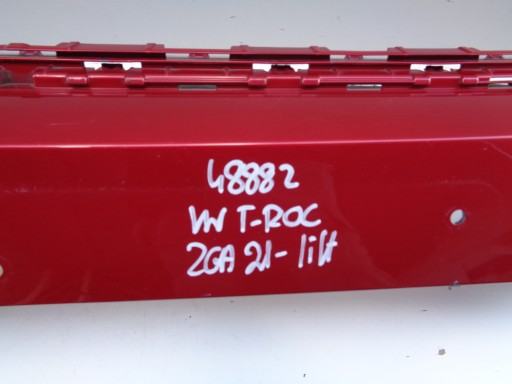 48882
VW T-ROC
2GA 21- lift